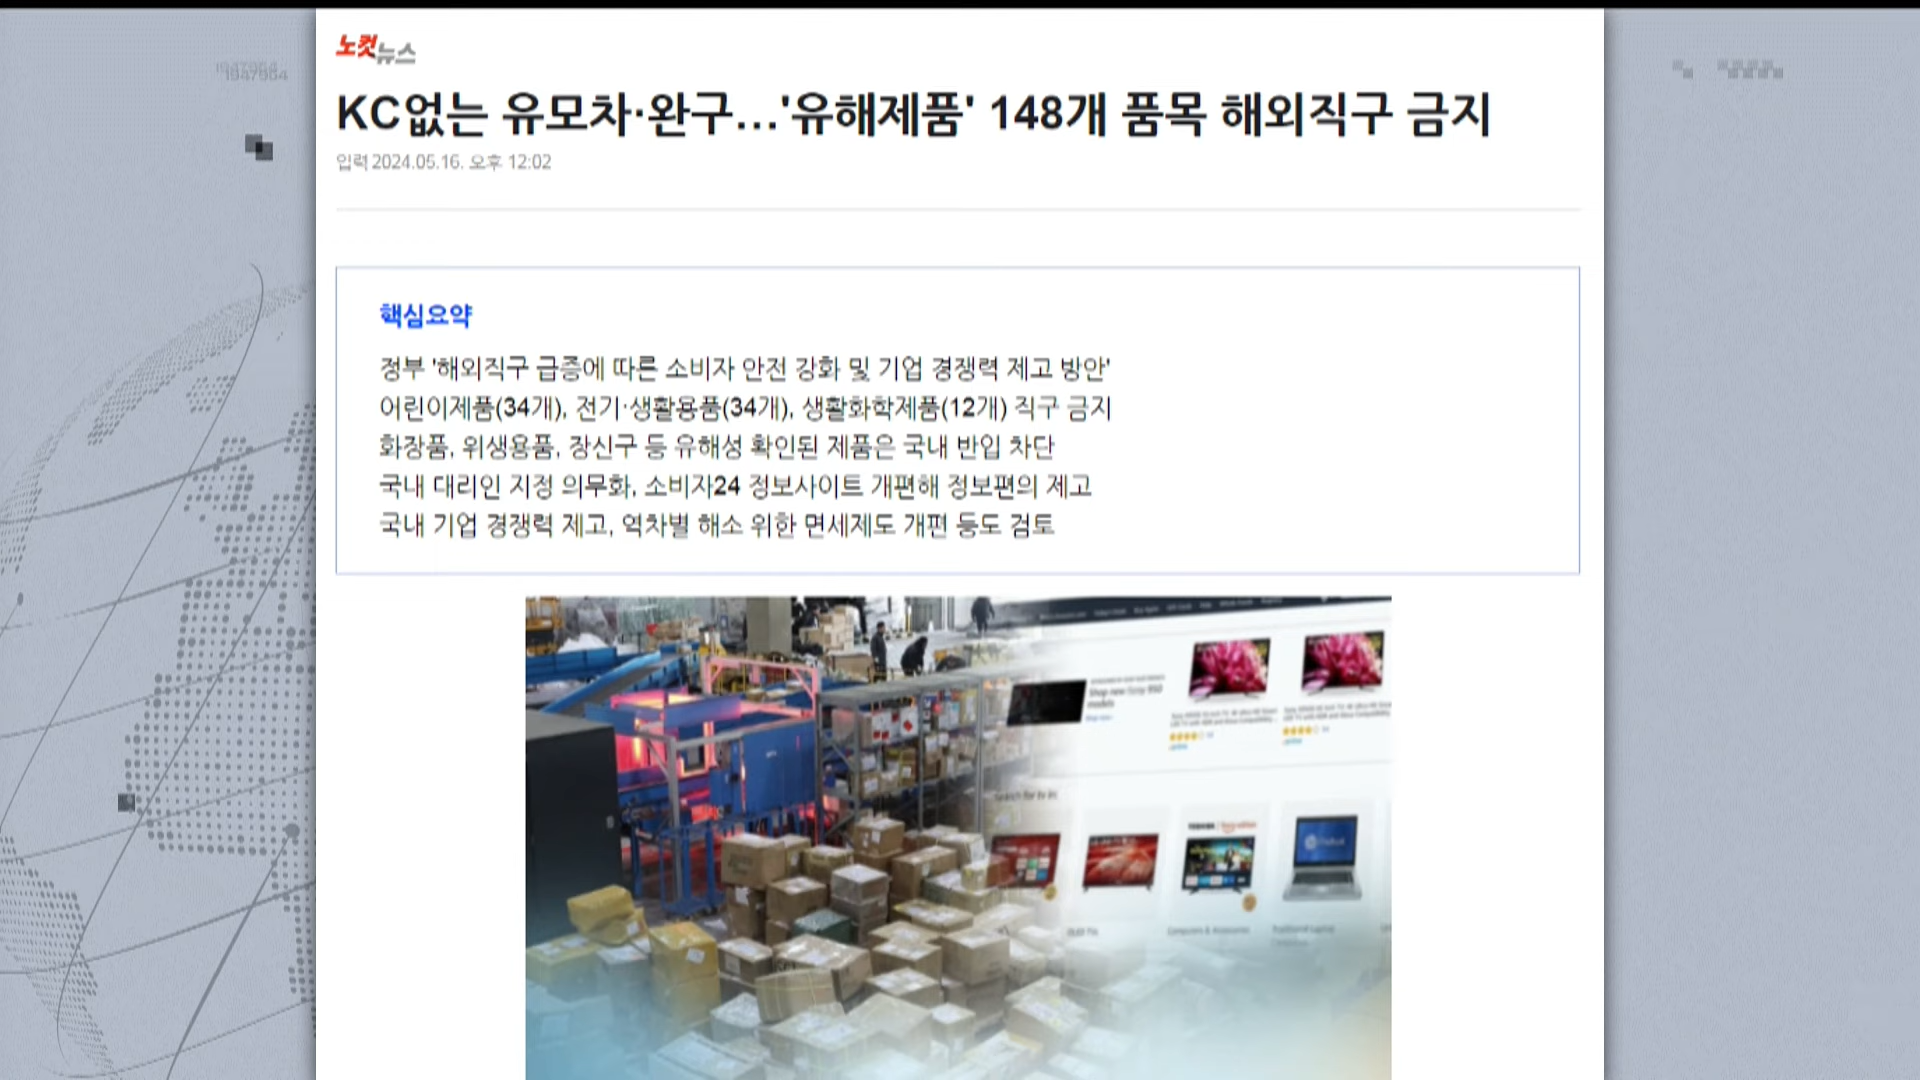 1947954
노컷뉴스
KC없는 유모차·완구...'유해제품' 148개 품목 해외직구 금지
입력 2024.05.16. 오후 12:02
핵심요약
정부 '해외직구 급증에 따른 소비자 안전 강화 및 기업 경쟁력 제고 방안'
어린이제품(34개), 전기·생활용품(34개), 생활화학제품(12개) 직구 금지
화장품, 위생용품, 장신구 등 유해성 확인된 제품은 국내 반입 차단
국내 대리인 지정 의무화, 소비자24 정보사이트 개편해 정보편의 제고
국내 기업 경쟁력 제고, 역차별 해소 위한 면세제도 개편 등도 검토
Shop new Sony 950
models
TOSHIBA
Computers & Accessories